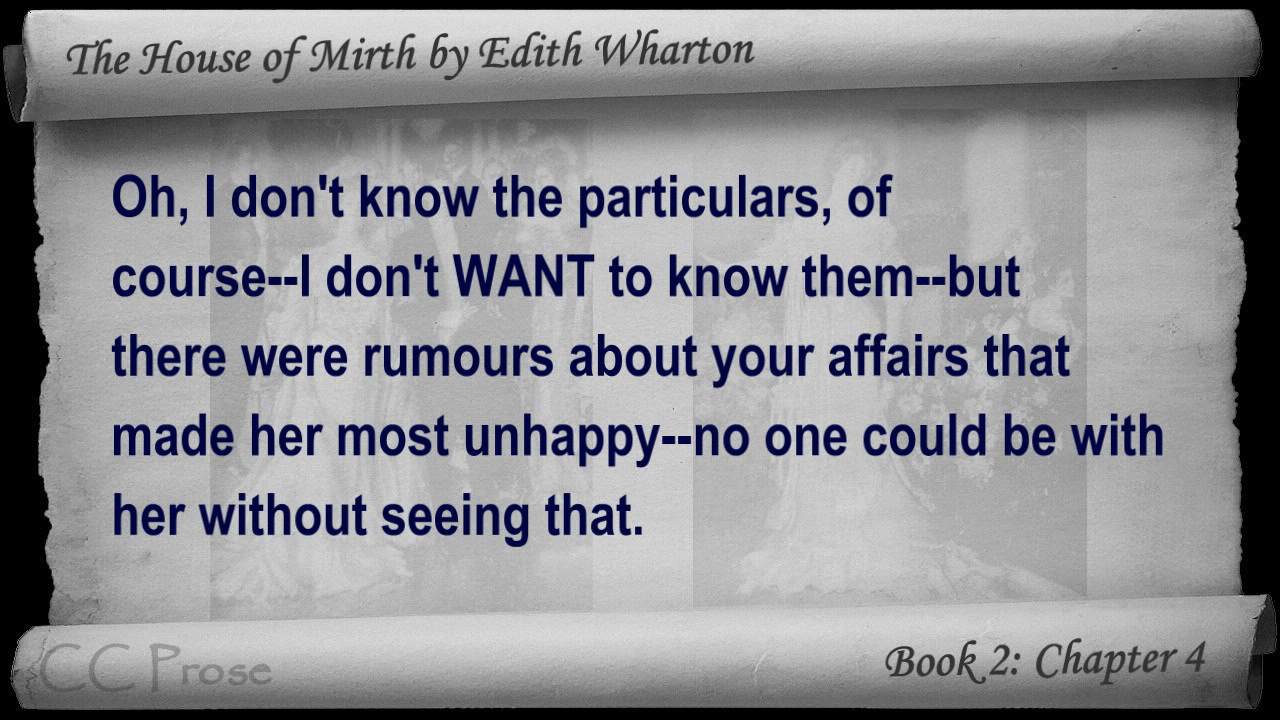 The House of Mirth by Edith Wharton
Oh, I don't know the particulars, of
course--I don't WANT to know them--but
there were rumours about your affairs that
made her most unhappy--no one could be with
her without seeing that.
CC Prose
Book 2: Chapter 4